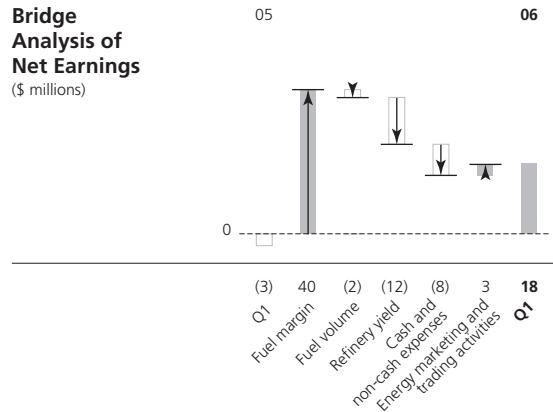 Bridge
Analysis of
Net Earnings
($ millions)
05 06
0
(3) 40 (2) (12) (8) 3 18
Q1
Fuel margin
Fuel volume
Refinery yield
Cash and
non-cash expenses
Energy marketing and
trading activities
Q1